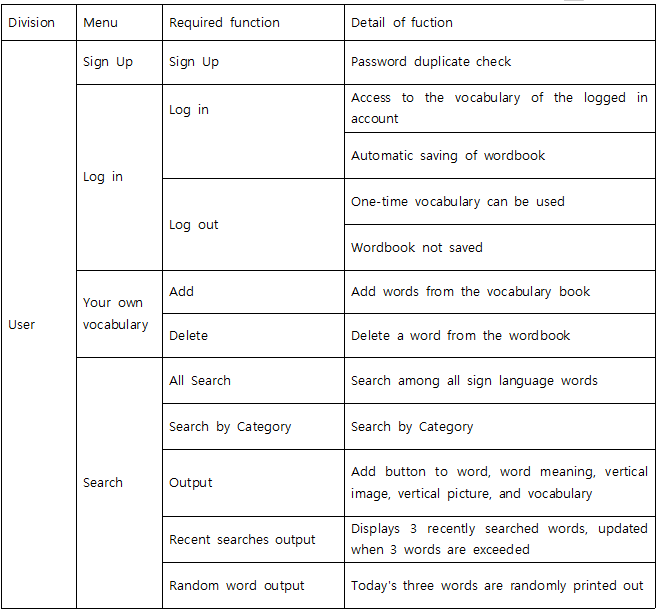 Division Menu Required function Detail of fuction
User
Sign Up Sign Up Password duplicate check
Log in
Log in
Access to the vocabulary of the logged in
account
Automatic saving of wordbook
Log out
One-time vocabulary can be used
Wordbook not saved
Your own
vocabulary
Add Add words from the vocabulary book
Delete Delete a word from the wordbook
Search
All Search Search among all sign language words
Search by Category Search by Category
Output
Add button to word, word meaning, vertical
image, vertical picture, and vocabulary
Recent searches output
Displays 3 recently searched words, updated
when 3 words are exceeded
Random word output Today's three words are randomly printed out